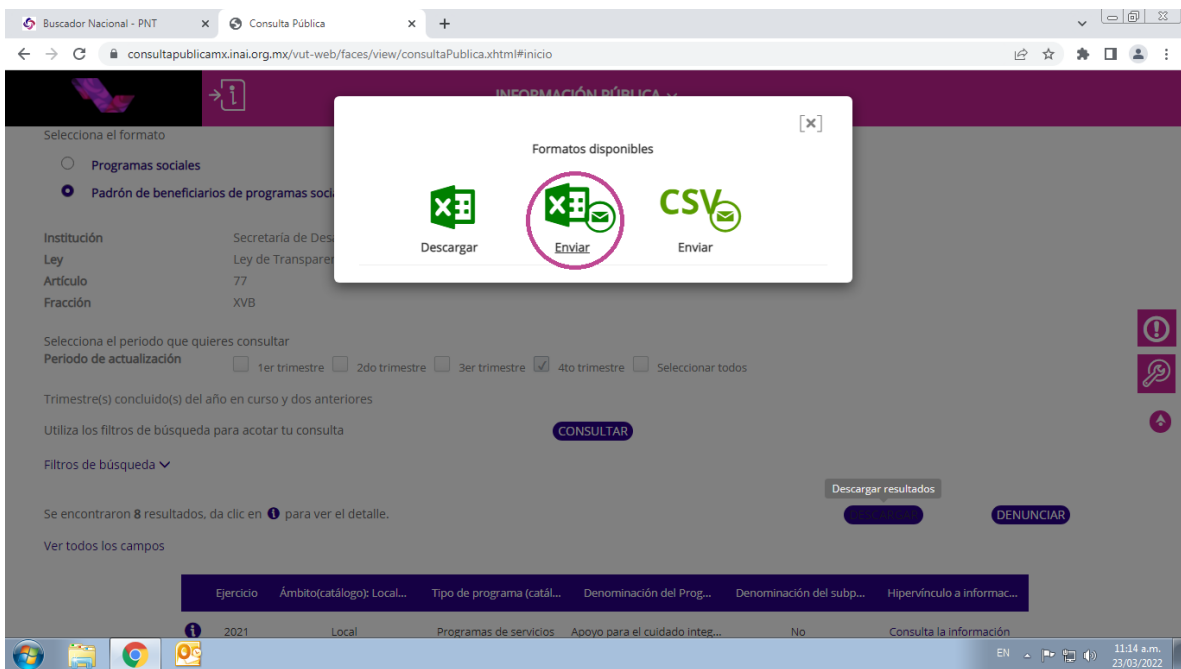 Buscador Nacional - PNT
Consulta Pública
consultapublicamx.inai.org.mx/vut-web/faces/view/consultaPublica.xhtml#inicio
INFORMACIÓN PÚBLICA
[×]
Formatos disponibles
Descargar
Enviar
CSV
Enviar
Selecciona el formato
Programas sociales
Padrón de beneficiarios de programas soci
Institución Secretaría de Des
Ley Ley de Transparen
Artículo 77
Fracción XVB
Selecciona el periodo que quieres consultar
Periodo de actualización 1er trimestre 2do trimestre 3er trimestre 4to trimestre Seleccionar todos
Trimestre(s) concluido(s) del año en curso y dos anteriores
Utiliza los filtros de búsqueda para acotar tu consulta CONSULTAR
Filtros de búsqueda
Descargar resultados
Se encontraron 8 resultados, da clic en i para ver el detalle. DESCARGAR DENUNCIAR
Ver todos los campos
Ejercicio Ámbito(catálogo): Local... Tipo de programa (catál... Denominación del Prog... Denominación del subp... Hipervínculo a informac...
2021 Local Programas de servicios Apoyo para el cuidado integ... No Consulta la información
EN 11:14 a.m.
23/03/2022